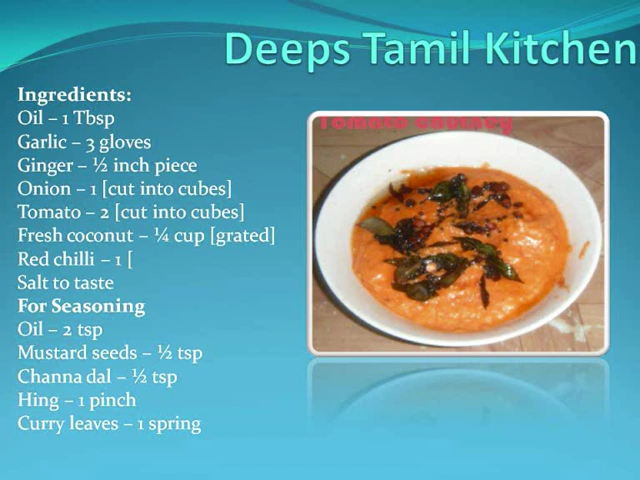 Deeps Tamil Kitchen
Ingredients:
Oil – 1 Tbsp
Garlic – 3 gloves
Ginger – ½ inch piece
Onion – 1 [cut into cubes]
Tomato – 2 [cut into cubes]
Fresh coconut – ¼ cup [grated]
Red chilli – 1 [
Salt to taste
For Seasoning
Oil – 2 tsp
Mustard seeds – ½ tsp
Channa dal – ½ tsp
Hing – 1 pinch
Curry leaves – 1 spring
Tomato chutney